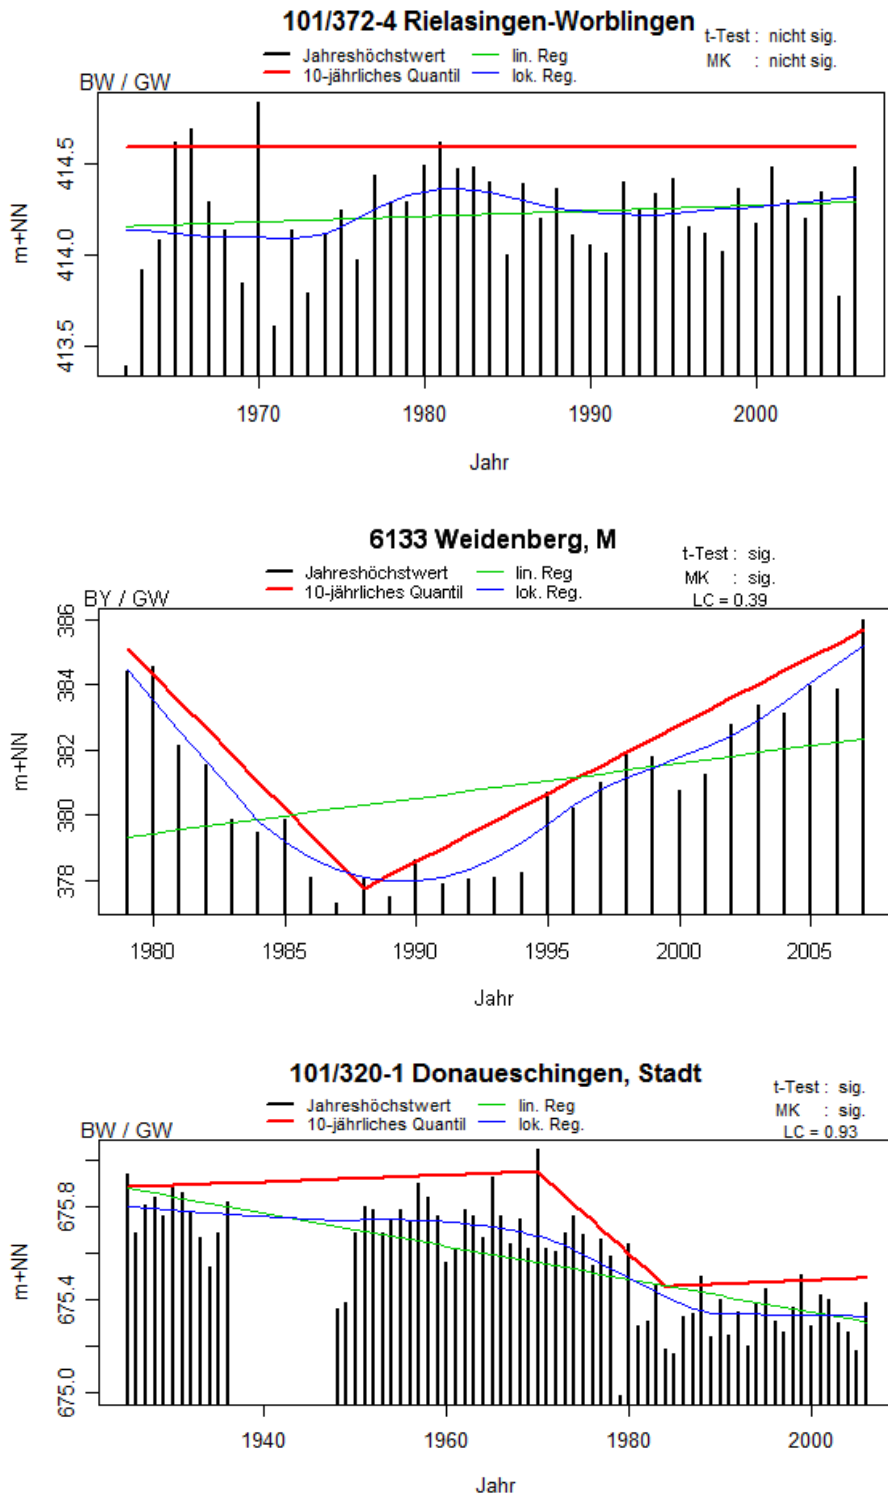 101/372-4 Rielasingen-Worblingen
t-Test : nicht sig.
MK : nicht sig.
Jahreshöchstwert lin. Reg
10-jährliches Quantil lok. Reg.
BW / GW
m+NN
414.5
414.0
413.5
1970 1980 1990 2000
Jahr
6133 Weidenberg, M
t-Test : sig.
MK : sig.
LC = 0.39
Jahreshöchstwert lin. Reg
10-jährliches Quantil lok. Reg.
BY / GW
m+NN
386
384
382
380
378
1980 1985 1990 1995 2000 2005
Jahr
101/320-1 Donaueschingen, Stadt
t-Test : sig.
MK : sig.
LC = 0.93
Jahreshöchstwert lin. Reg
10-jährliches Quantil lok. Reg.
BW / GW
m+NN
675.8
675.4
675.0
1940 1960 1980 2000
Jahr